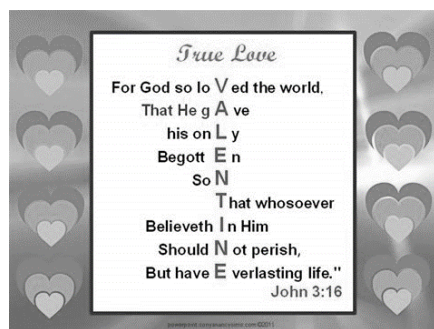 True Love
For God so lo V ed the world,
That He g A ve
his on L y
Begott E n
So N
T hat whosoever
Believeth I n Him
Should N ot perish,
But have E verlasting life."
John 3:16